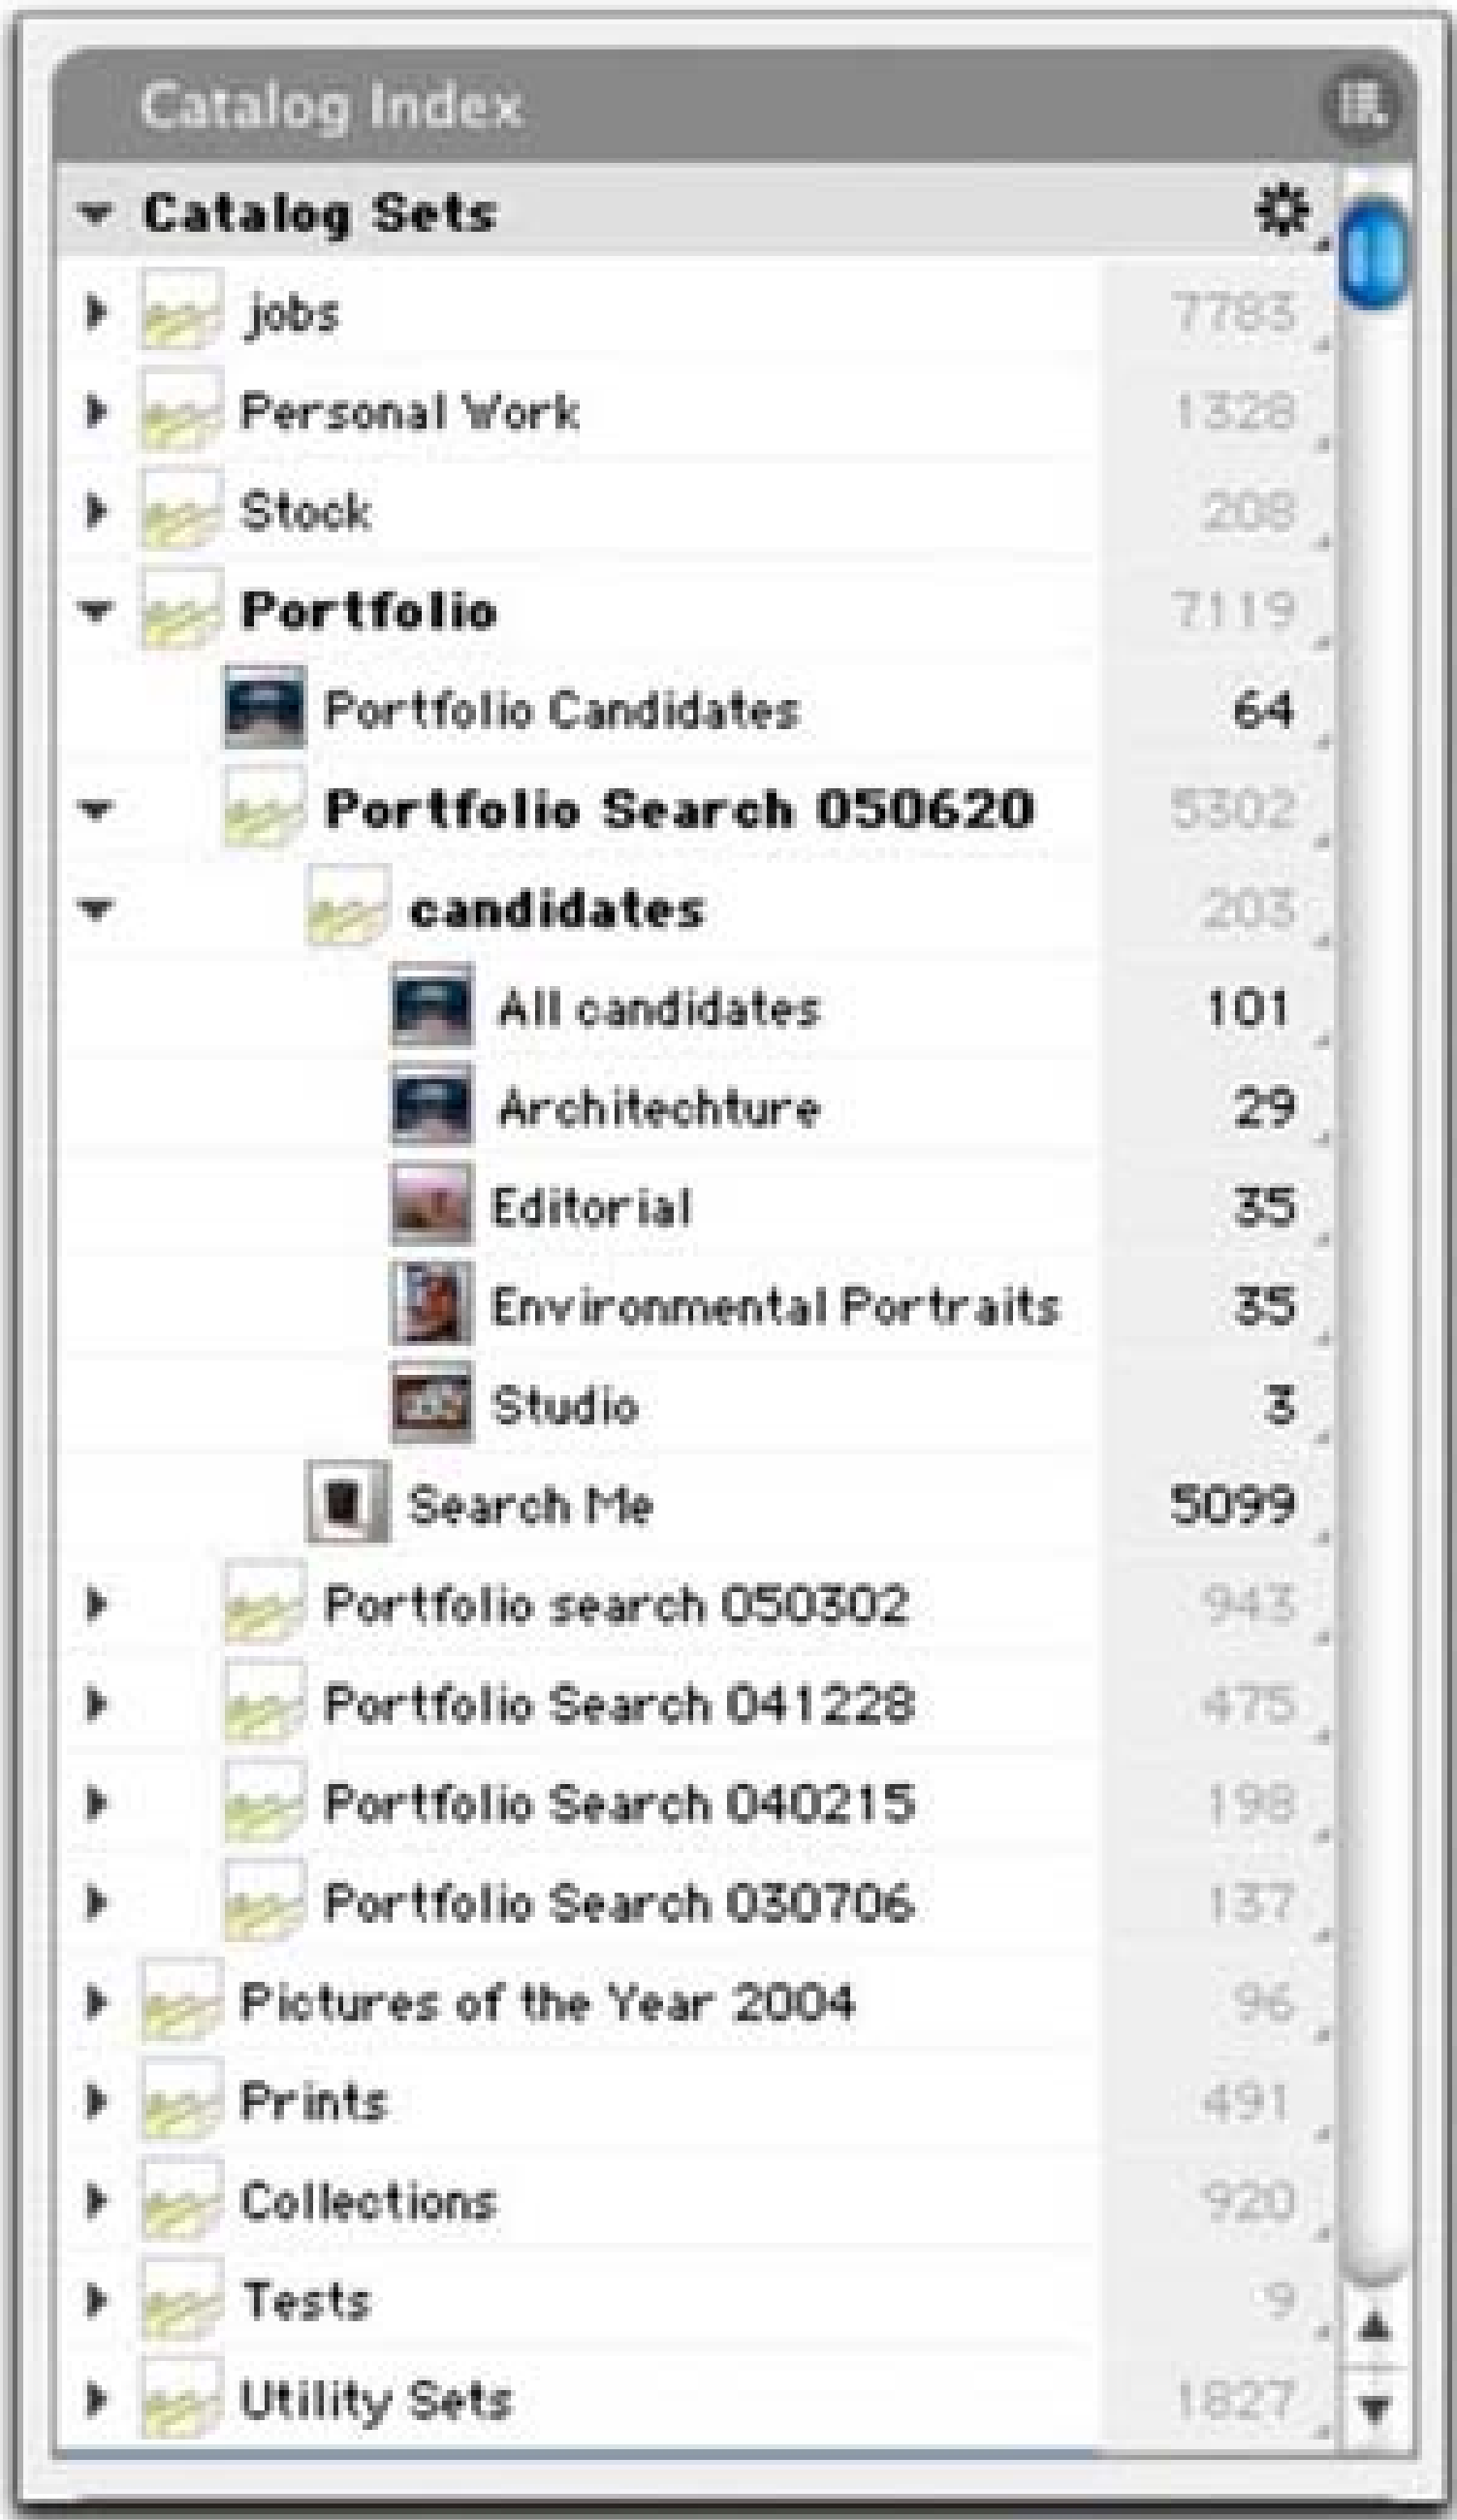 Catalog Index
Catalog Sets
jobs 7783
Personal Work 1328
Stock 208
Portfolio 7119
Portfolio Candidates 64
Portfolio Search 050620 5302
candidates 203
All candidates 101
Architechture 29
Editorial 35
Environmental Portraits 35
Studio 3
Search Me 5099
Portfolio search 050302 943
Portfolio Search 041228 475
Portfolio Search 040215 198
Portfolio Search 030706 137
Pictures of the Year 2004 96
Prints 491
Collections 920
Tests 9
Utility Sets 1827